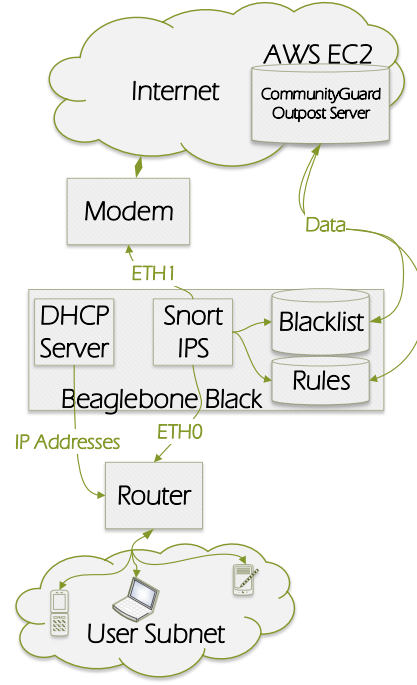 AWS EC2
Internet
CommunityGuard
Outpost Server
Modem
Data
ETH1
DHCP
Server
Snort
IPS
Blacklist
Rules
Beaglebone Black
ETH0
IP Addresses
Router
User Subnet